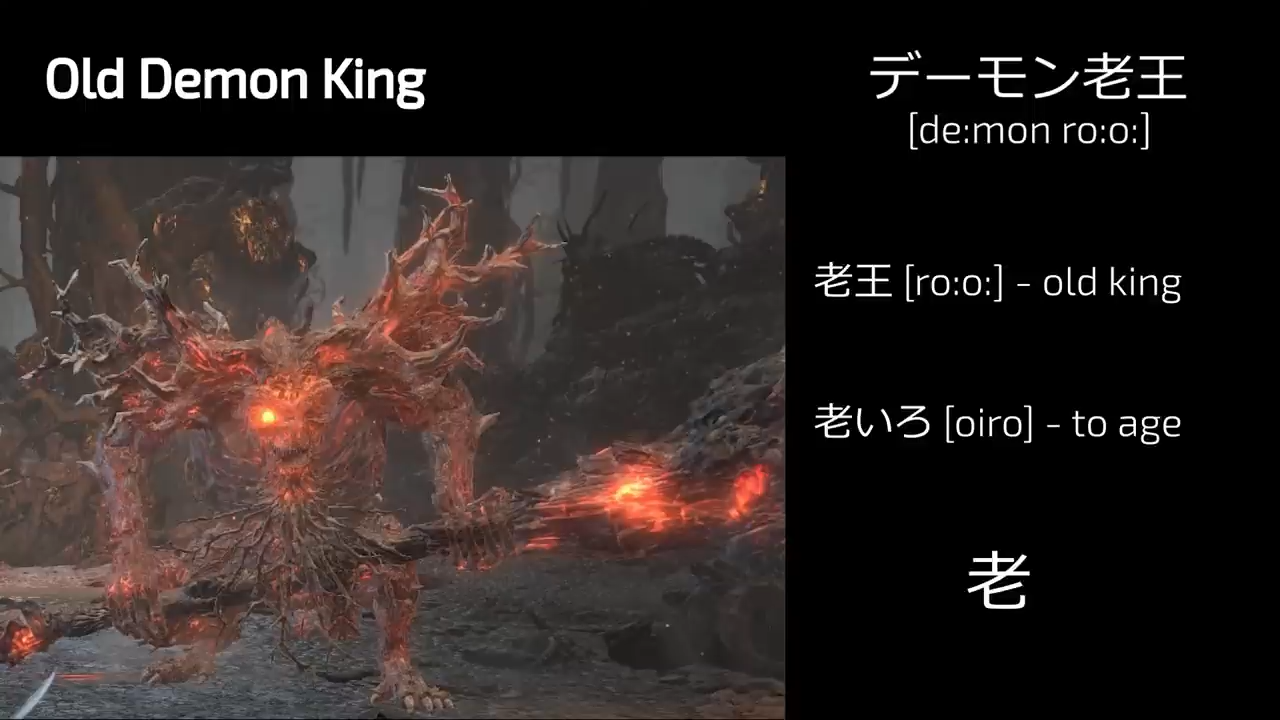 Old Demon King
デーモン老王
[de:mon ro:o:]
老王 [ro:o:] - old king
老いろ [oiro] - to age
老